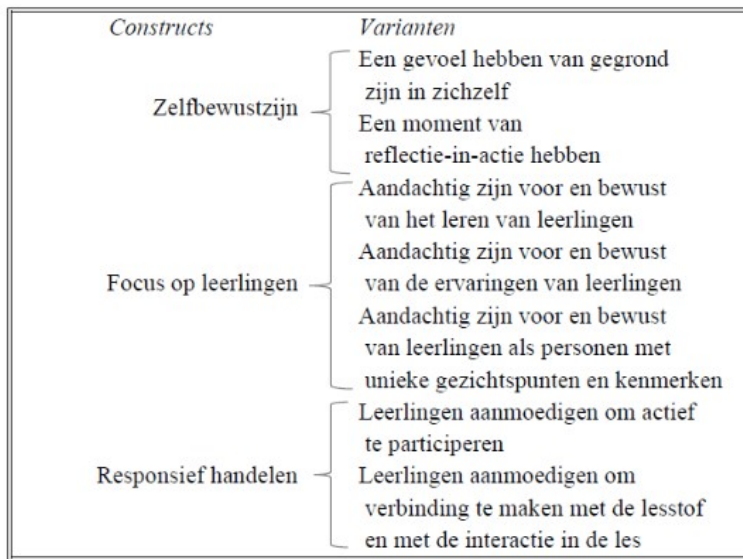 Constructs Varianten
Een gevoel hebben van gegrond
zijn in zichzelf
Zelfbewustzijn
Een moment van
reflectie-in-actie hebben
Aandachtig zijn voor en bewust
van het leren van leerlingen
Aandachtig zijn voor en bewust
Focus op leerlingen
van de ervaringen van leerlingen
Aandachtig zijn voor en bewust
van leerlingen als personen met
unieke gezichtspunten en kenmerken
Leerlingen aanmoedigen om actief
te participeren
Responsief handelen
Leerlingen aanmoedigen om
verbinding te maken met de lesstof
en met de interactie in de les